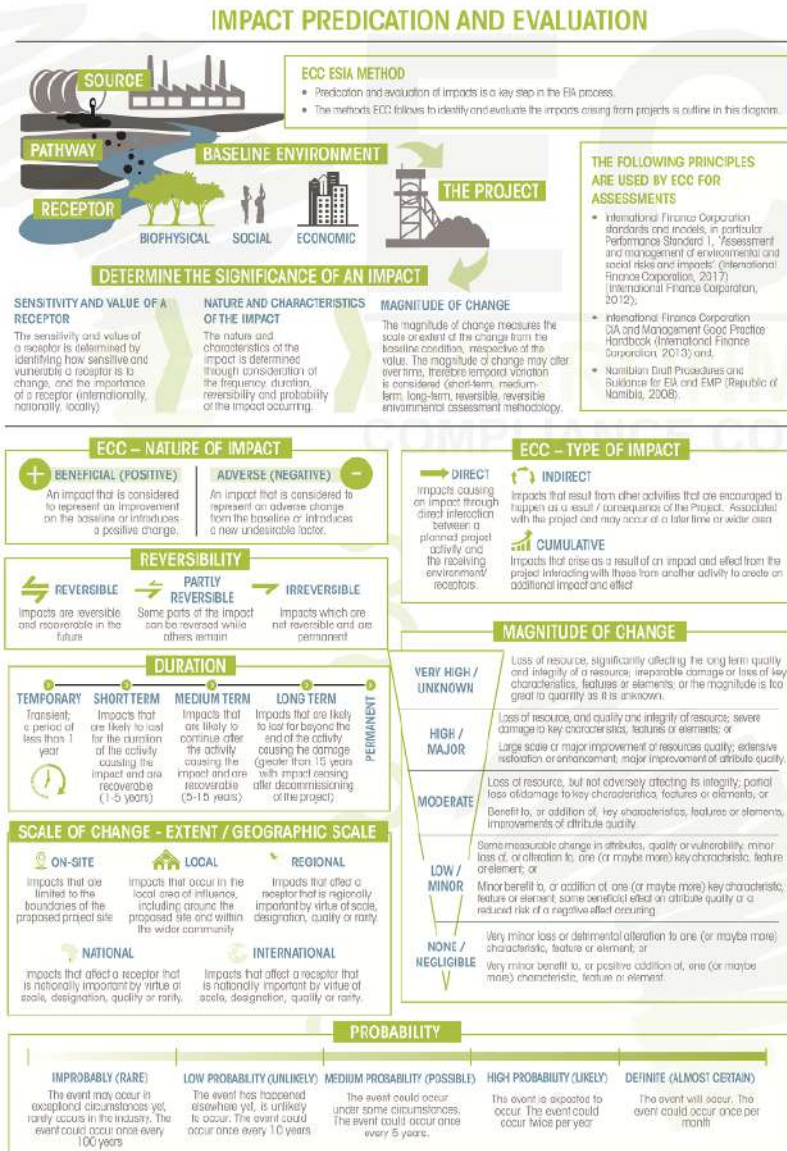 IMPACT PREDICATION AND EVALUATION
SOURCE
PATHWAY
RECEPTOR
BASELINE ENVIRONMENT
BIOPHYSICAL
SOCIAL
ECONOMIC
THE PROJECT
ECC ESIA METHOD
• Predication and evaluation of impacts is a key step in the EIA process.
• The methods ECC follows to identify and evaluate the impacts arising from projects is outline in this diagram.
THE FOLLOWING PRINCIPLES
ARE USED BY ECC FOR
ASSESSMENTS
• International Finance Corporation
standards and models, in particular
Performance Standard 1, 'Assessment
and management of environmental and
social risks and impacts' (International
Finance Corporation, 2017)
(International Finance Corporation,
2012);
• International Finance Corporation
CIA and Management Good Practice
Handbook (International Finance
Corporation, 2013) and,
• Namibian Draft Procedures and
Guidance for EIA and EMP (Republic of
Namibia, 2008).
DETERMINE THE SIGNIFICANCE OF AN IMPACT
SENSITIVITY AND VALUE OF A
RECEPTOR
The sensitivity and value of
a receptor is determined by
identifying how sensitive and
vulnerable a receptor is to
change, and the importance
of a receptor (internationally,
nationally, locally)
NATURE AND CHARACTERISTICS
OF THE IMPACT
The nature and
characteristics of the
impact is determined
through consideration of
the frequency, duration,
reversibility and probability
of the impact occurring.
MAGNITUDE OF CHANGE
The magnitude of change measures the
scale or extent of the change from the
baseline condition, irrespective of the
value. The magnitude of change may alter
over time, therefore temporal variation
is considered (short-term, medium-
term, long-term, reversible, reversible
environmental assessment methodology.
COMPLIANCE CO
ECC – NATURE OF IMPACT
+ BENEFICIAL (POSITIVE)
An impact that is considered
to represent an improvement
on the baseline or introduces
a positive change.
ADVERSE (NEGATIVE) -
An impact that is considered to
represent an adverse change
from the baseline or introduces
a new undesirable factor.
REVERSIBILITY
REVERSIBLE
Impacts are reversible
and recoverable in the
future
PARTLY
REVERSIBLE
Some parts of the impact
can be reversed while
others remain
IRREVERSIBLE
Impacts which are
not reversible and are
permanent
DURATION
TEMPORARY
Transient;
a period of
less than 1
year
SHORT TERM
Impacts that
are likely to last
for the duration
of the activity
causing the
impact and are
recoverable
(1-5 years)
MEDIUM TERM
Impacts that
are likely to
continue after
the activity
causing the
impact and are
recoverable
(5-15 years)
LONG TERM
Impacts that are likely
to last far beyond the
end of the activity
causing the damage
(greater than 15 years
with impact ceasing
after decommissioning
of the project)
PERMANENT
SCALE OF CHANGE - EXTENT / GEOGRAPHIC SCALE
ON-SITE
Impacts that are
limited to the
boundaries of the
proposed project site
LOCAL
Impacts that occur in the
local area of influence,
including around the
proposed site and within
the wider community
REGIONAL
Impacts that affect a
receptor that is regionally
important by virtue of scale,
designation, quality or rarity.
NATIONAL
Impacts that affect a receptor that
is nationally important by virtue of
scale, designation, quality or rarity.
INTERNATIONAL
Impacts that affect a receptor that
is nationally important by virtue of
scale, designation, quality or rarity.
ECC – TYPE OF IMPACT
DIRECT
Impacts causing
an impact through
direct interaction
between a
planned project
activity and
the receiving
environment/
receptors.
INDIRECT
Impacts that result from other activities that are encouraged to
happen as a result / consequence of the Project. Associated
with the project and may occur at a later time or wider area
CUMULATIVE
Impacts that arise as a result of an impact and effect from the
project interacting with those from another activity to create an
additional impact and effect
MAGNITUDE OF CHANGE
VERY HIGH /
UNKNOWN
Loss of resource, significantly affecting the long term quality
and integrity of a resource; irreparable damage or loss of key
characteristics, features or elements; or the magnitude is too
great to quantify as it is unknown.
HIGH /
MAJOR
Loss of resource, and quality and integrity of resource; severe
damage to key characteristics, features or elements; or
Large scale or major improvement of resources quality; extensive
restoration or enhancement; major improvement of attribute quality.
MODERATE
Loss of resource, but not adversely affecting its integrity; partial
loss of/damage to key characteristics, features or elements, or
Benefit to, or addition of, key characteristics, features or elements,
improvements of attribute quality.
LOW /
MINOR
Some measurable change in attributes, quality or vulnerability; minor
loss of, or alteration to, one (or maybe more) key characteristic, feature
or element; or
Minor benefit to, or addition of, one (or maybe more) key characteristic,
feature or element; some beneficial effect on attribute quality or a
reduced risk of a negative effect occurring
NONE /
NEGLIGIBLE
Very minor loss or detrimental alteration to one (or maybe more)
characteristic, feature or element; or
Very minor benefit to, or positive addition of, one (or maybe
more) characteristic, feature or element.
PROBABILITY
IMPROBABLY (RARE)
The event may occur in
exceptional circumstances yet,
rarely occurs in the industry. The
event could occur once every
100 years
LOW PROBABILITY (UNLIKELY)
The event has happened
elsewhere yet, is unlikely
to occur. The event could
occur once every 10 years
MEDIUM PROBABILITY (POSSIBLE)
The event could occur
under some circumstances.
The event could occur once
every 5 years.
HIGH PROBABILITY (LIKELY)
The event is expected to
occur. The event could
occur twice per year
DEFINITE (ALMOST CERTAIN)
The event will occur. The
event could occur once per
month